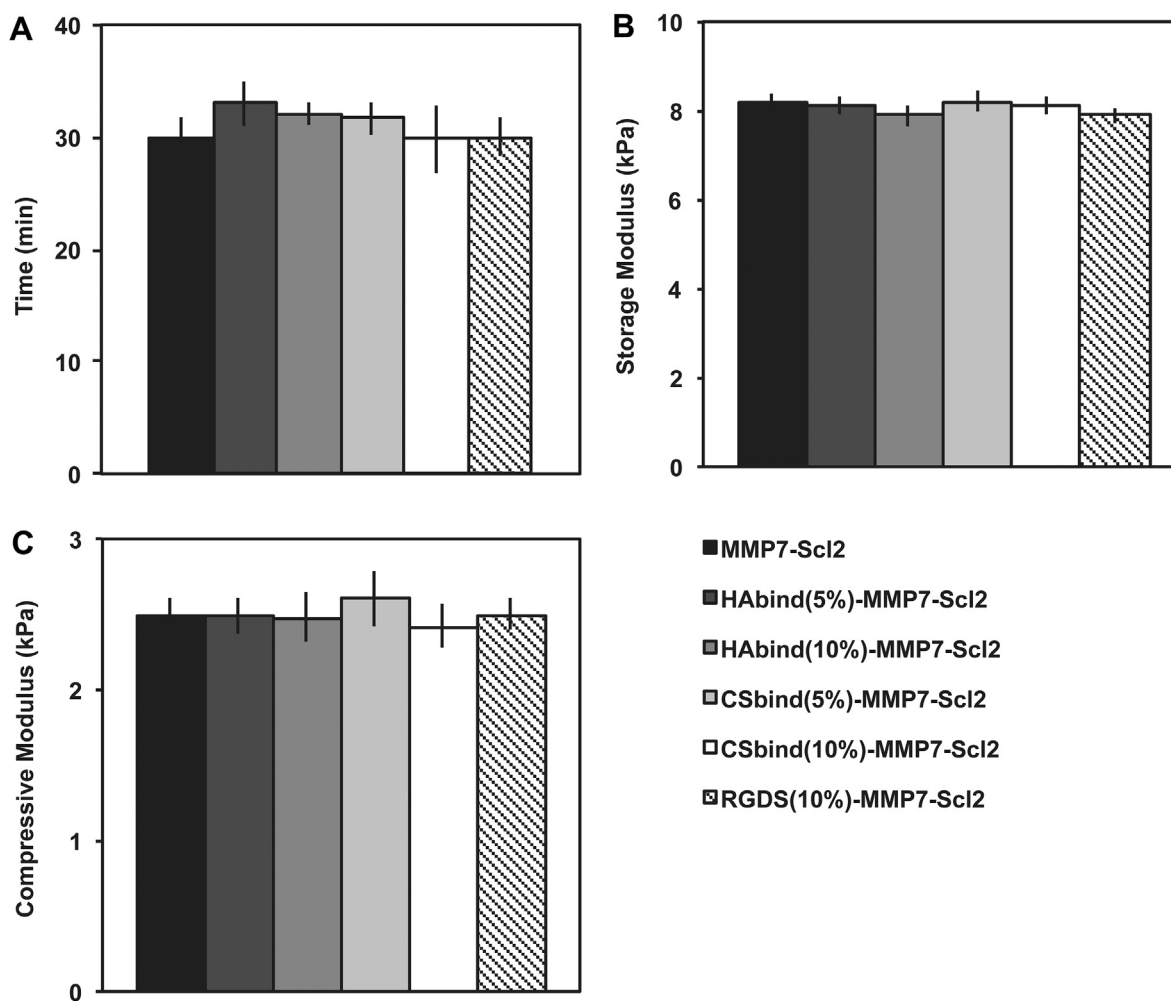 A
40
30
20
10
0
Time (min)
B
10
8
6
4
2
0
Storage Modulus (kPa)
C
3
2
1
0
Compressive Modulus (kPa)
MMP7-Scl2
HAbind(5%)-MMP7-Scl2
HAbind(10%)-MMP7-Scl2
CSbind(5%)-MMP7-Scl2
CSbind(10%)-MMP7-Scl2
RGDS(10%)-MMP7-Scl2